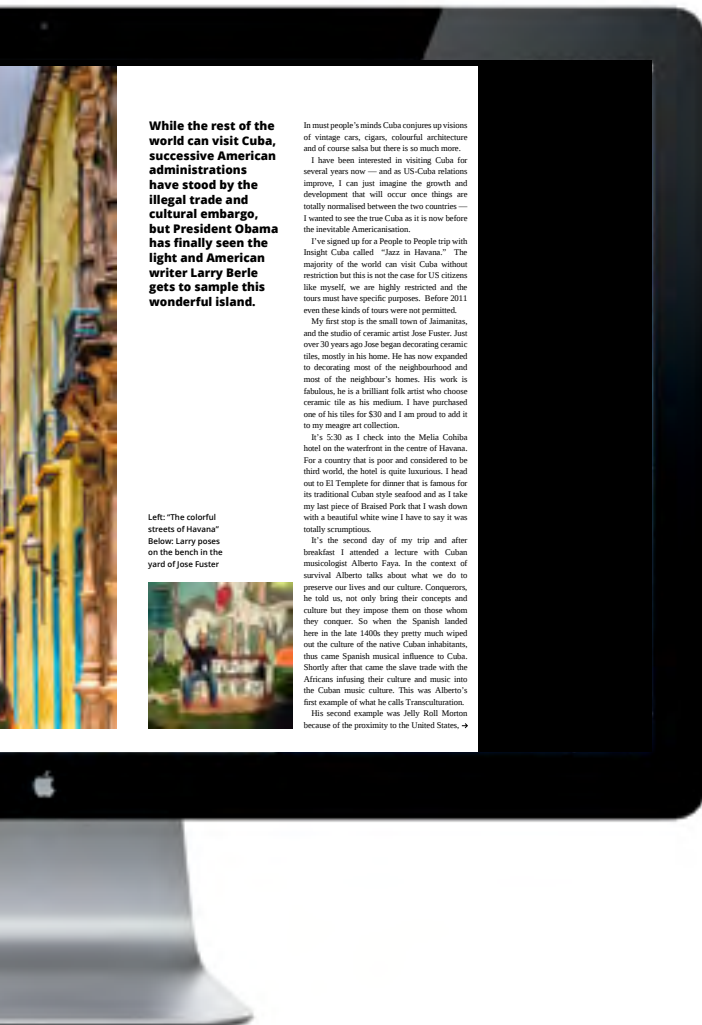 While the rest of the
world can visit Cuba,
successive American
administrations
have stood by the
illegal trade and
cultural embargo,
but President Obama
has finally seen the
light and American
writer Larry Berle
gets to sample this
wonderful island.
Left: “The colorful
streets of Havana”
Below: Larry poses
on the bench in the
yard of Jose Fuster
In must people’s minds Cuba conjures up visions
of vintage cars, cigars, colourful architecture
and of course salsa but there is so much more.
I have been interested in visiting Cuba for
several years now — and as US-Cuba relations
improve, I can just imagine the growth and
development that will occur once things are
totally normalised between the two countries —
I wanted to see the true Cuba as it is now before
the inevitable Americanisation.
I’ve signed up for a People to People trip with
Insight Cuba called “Jazz in Havana.” The
majority of the world can visit Cuba without
restriction but this is not the case for US citizens
like myself, we are highly restricted and the
tours must have specific purposes. Before 2011
even these kinds of tours were not permitted.
My first stop is the small town of Jaimanitas,
and the studio of ceramic artist Jose Fuster. Just
over 30 years ago Jose began decorating ceramic
tiles, mostly in his home. He has now expanded
to decorating most of the neighbourhood and
most of the neighbour’s homes. His work is
fabulous, he is a brilliant folk artist who choose
ceramic tile as his medium. I have purchased
one of his tiles for $30 and I am proud to add it
to my meagre art collection.
It’s 5:30 as I check into the Melia Cohiba
hotel on the waterfront in the centre of Havana.
For a country that is poor and considered to be
third world, the hotel is quite luxurious. I head
out to El Templete for dinner that is famous for
its traditional Cuban style seafood and as I take
my last piece of Braised Pork that I wash down
with a beautiful white wine I have to say it was
totally scrumptious.
It’s the second day of my trip and after
breakfast I attended a lecture with Cuban
musicologist Alberto Faya. In the context of
survival Alberto talks about what we do to
preserve our lives and our culture. Conquerors,
he told us, not only bring their concepts and
culture but they impose them on those whom
they conquer. So when the Spanish landed
here in the late 1400s they pretty much wiped
out the culture of the native Cuban inhabitants,
thus came Spanish musical influence to Cuba.
Shortly after that came the slave trade with the
Africans infusing their culture and music into
the Cuban music culture. This was Alberto’s
first example of what he calls Transculturation.
His second example was Jelly Roll Morton
because of the proximity to the United States, →